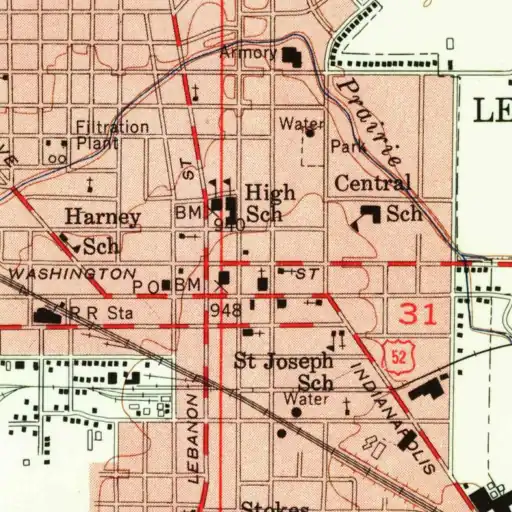 Armory
Prairie
LE
Water
Filtration
Plant
Park
VE
ST
Central
Sch
High
Sch
BM
940
Harney
Sch
WASHINGTON
ST
PO
BM
948
R R Sta
31
52
St Joseph
Sch
INDIANAPOLIS
Water
LEBANON
Stokes